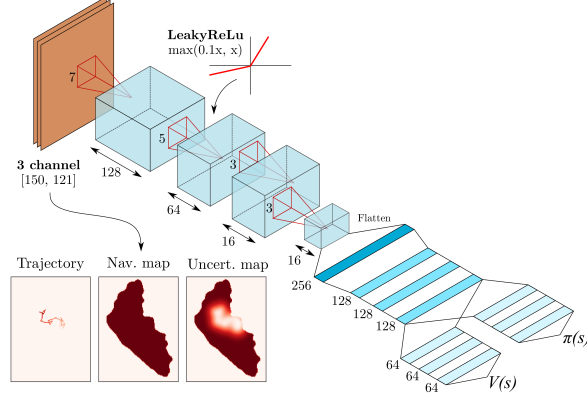 LeakyReLu
max(0.1x, x)
7
5
3
3
3 channel
[150, 121]
128
64
16
16
Flatten
Trajectory
Nav. map
Uncert. map
256
128
128
128
64
64
64
π(s)
V(s)